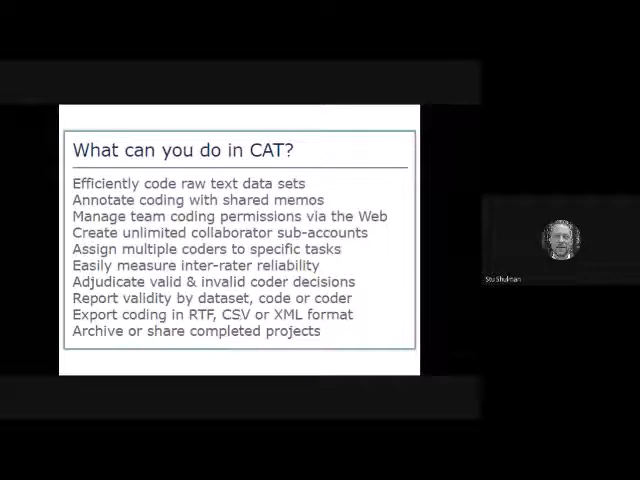 What can you do in CAT?
Efficiently code raw text data sets
Annotate coding with shared memos
Manage team coding permissions via the Web
Create unlimited collaborator sub-accounts
Assign multiple coders to specific tasks
Easily measure inter-rater reliability
Adjudicate valid & invalid coder decisions
Report validity by dataset, code or coder
Export coding in RTF, CSV or XML format
Archive or share completed projects
Stu Shulman